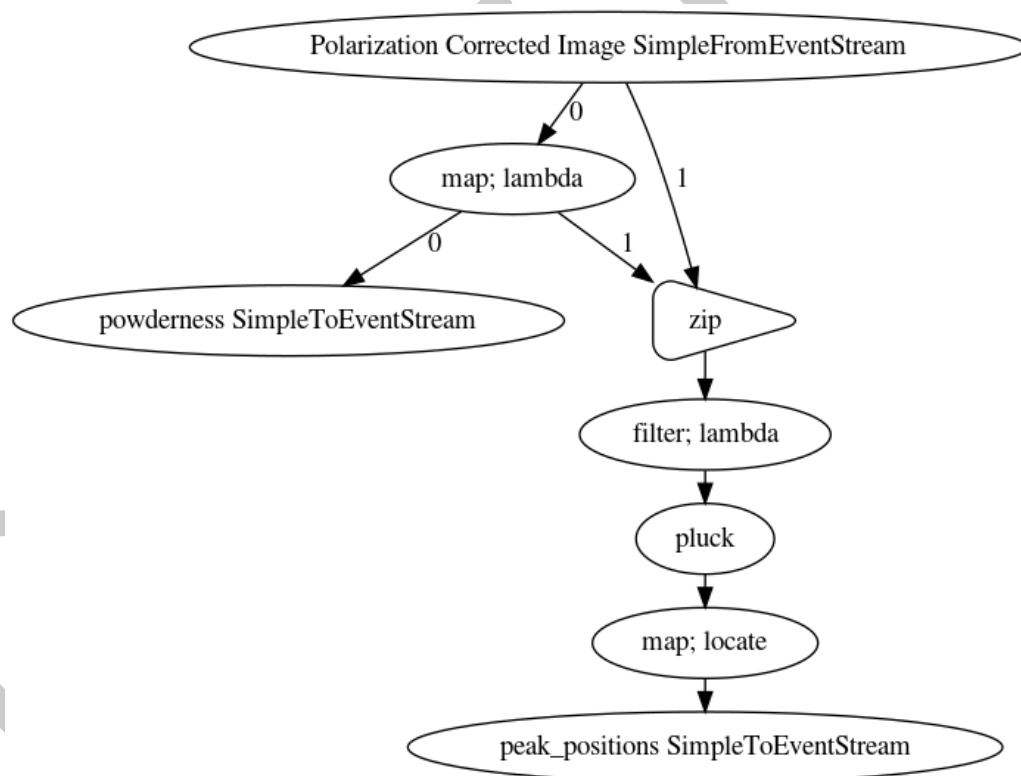 Polarization Corrected Image SimpleFromEventStream
0
map; lambda
1
0
1
powderness SimpleToEventStream
zip
filter; lambda
pluck
map; locate
peak_positions SimpleToEventStream